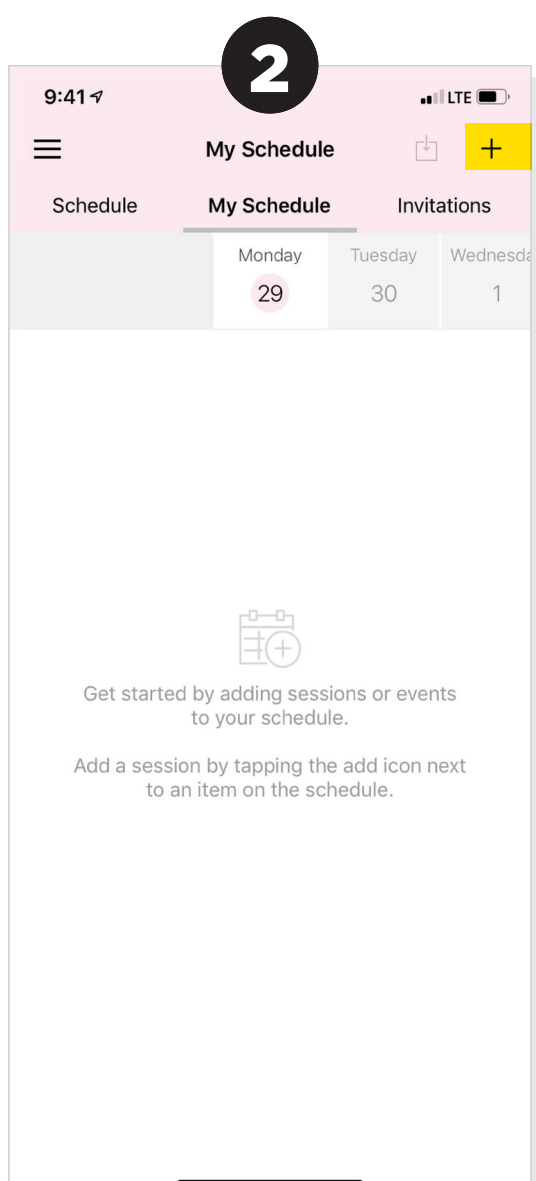 2
9:41 LTE
My Schedule +
Schedule My Schedule Invitations
Monday Tuesday Wednesda
29 30 1
Get started by adding sessions or events
to your schedule.
Add a session by tapping the add icon next
to an item on the schedule.